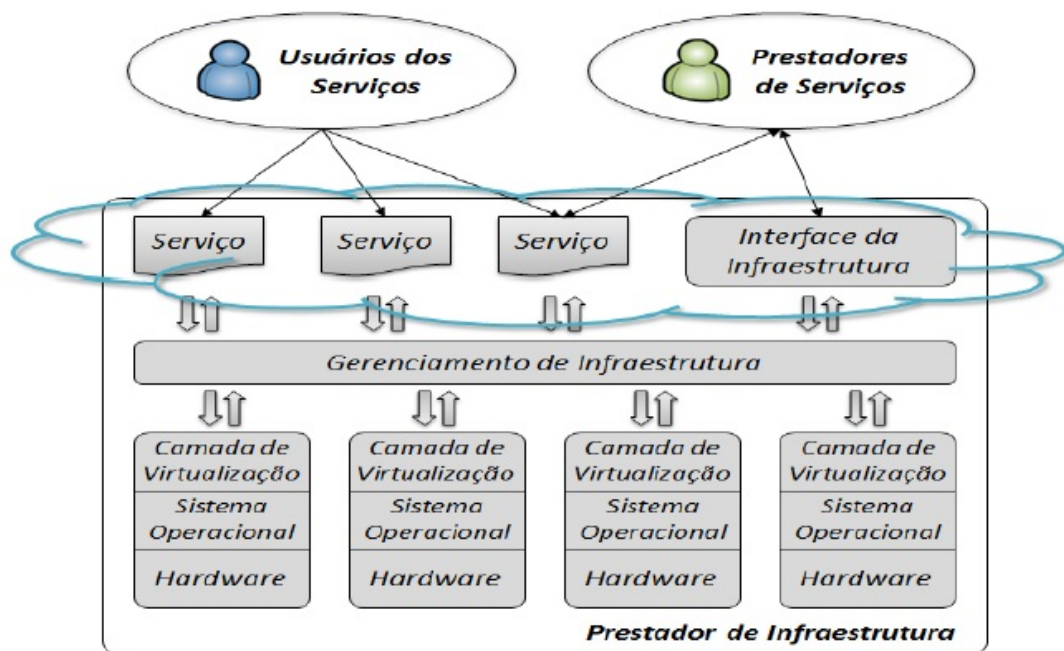 Usuários dos
Serviços
Prestadores
de Serviços
Serviço
Serviço
Serviço
Interface da
Infraestrutura
Gerenciamento de Infraestrutura
Camada de
Virtualização
Sistema
Operacional
Hardware
Camada de
Virtualização
Sistema
Operacional
Hardware
Camada de
Virtualização
Sistema
Operacional
Hardware
Camada de
Virtualização
Sistema
Operacional
Hardware
Prestador de Infraestrutura